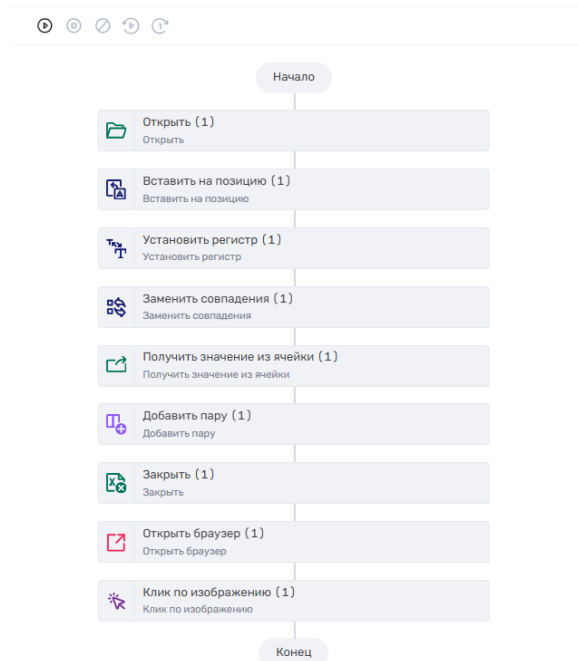 Начало
Открыть (1)
Открыть
Вставить на позицию (1)
Вставить на позицию
Установить регистр (1)
Установить регистр
Заменить совпадения (1)
Заменить совпадения
Получить значение из ячейки (1)
Получить значение из ячейки
Добавить пару (1)
Добавить пару
Закрыть (1)
Закрыть
Открыть браузер (1)
Открыть браузер
Клик по изображению (1)
Клик по изображению
Конец